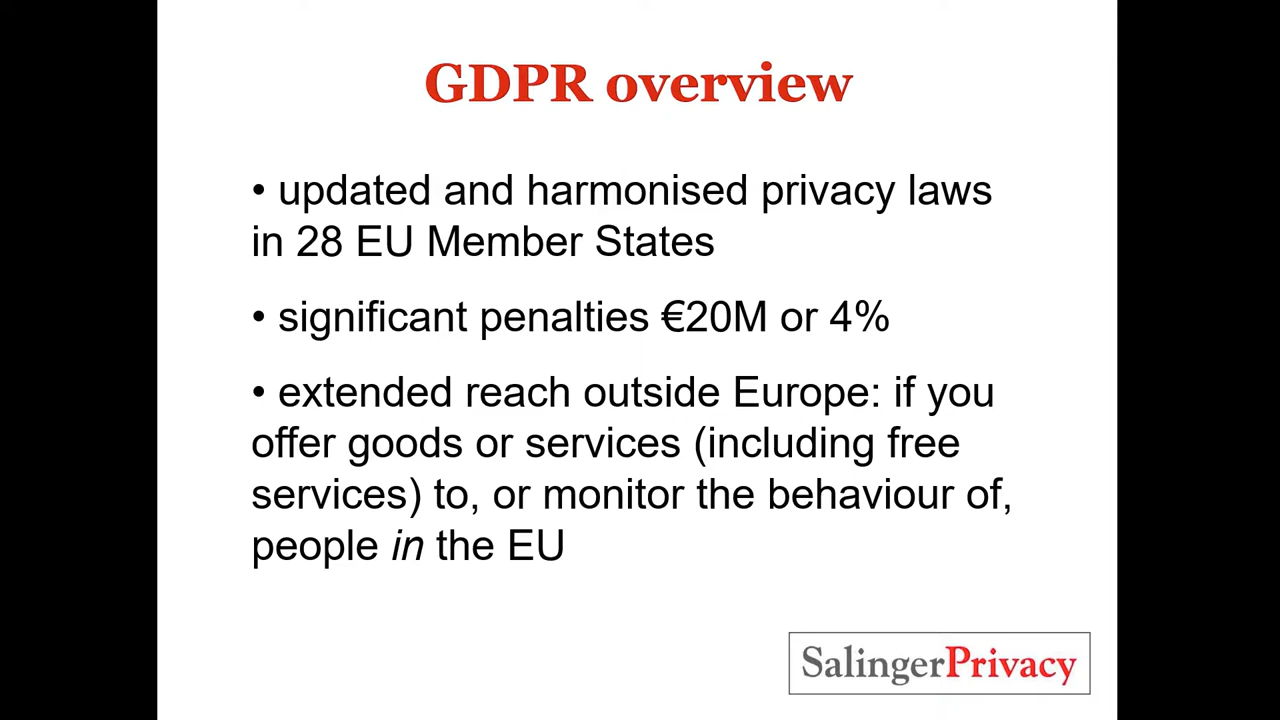 GDPR overview
• updated and harmonised privacy laws
in 28 EU Member States
• significant penalties €20M or 4%
• extended reach outside Europe: if you
offer goods or services (including free
services) to, or monitor the behaviour of,
people in the EU
SalingerPrivacy